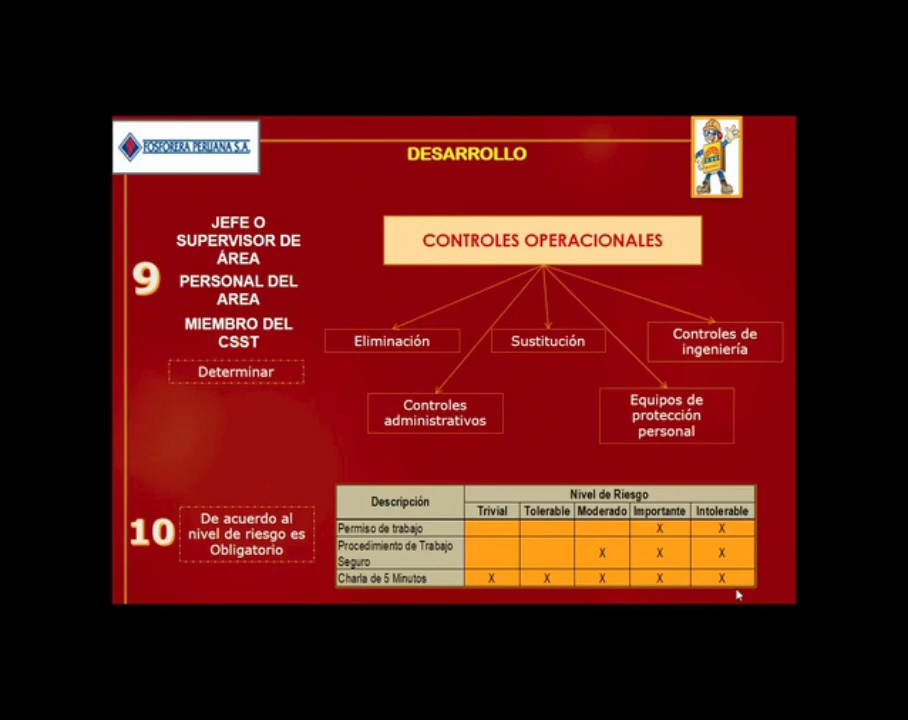 FOSFORERA PERUANA S.A.
DESARROLLO
9
JEFE O
SUPERVISOR DE
ÁREA
PERSONAL DEL
AREA
MIEMBRO DEL
CSST
Determinar
CONTROLES OPERACIONALES
Eliminación
Sustitución
Controles de
ingeniería
Controles
administrativos
Equipos de
protección
personal
10
De acuerdo al
nivel de riesgo es
Obligatorio
Descripción
Nivel de Riesgo
Trivial Tolerable Moderado Importante Intolerable
Permiso de trabajo X X
Procedimiento de Trabajo
Seguro X X X
Charla de 5 Minutos X X X X X